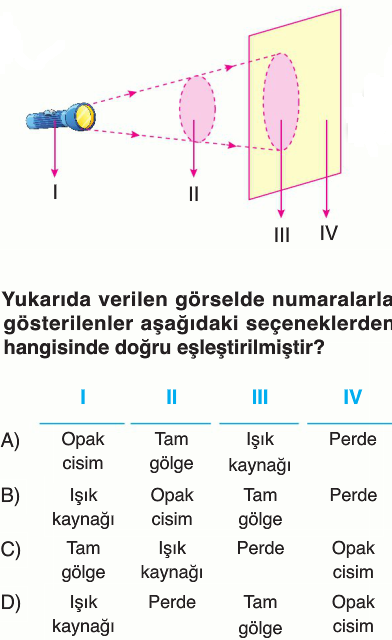 I
II
III
IV
Yukarıda verilen görselde numaralarla
gösterilenler aşağıdaki seçeneklerden
hangisinde doğru eşleştirilmiştir?
I II III IV
A) Opak cisim Tam gölge Işık kaynağı Perde
B) Işık kaynağı Opak cisim Tam gölge Perde
C) Tam gölge Işık kaynağı Perde Opak cisim
D) Işık kaynağı Perde Tam gölge Opak cisim